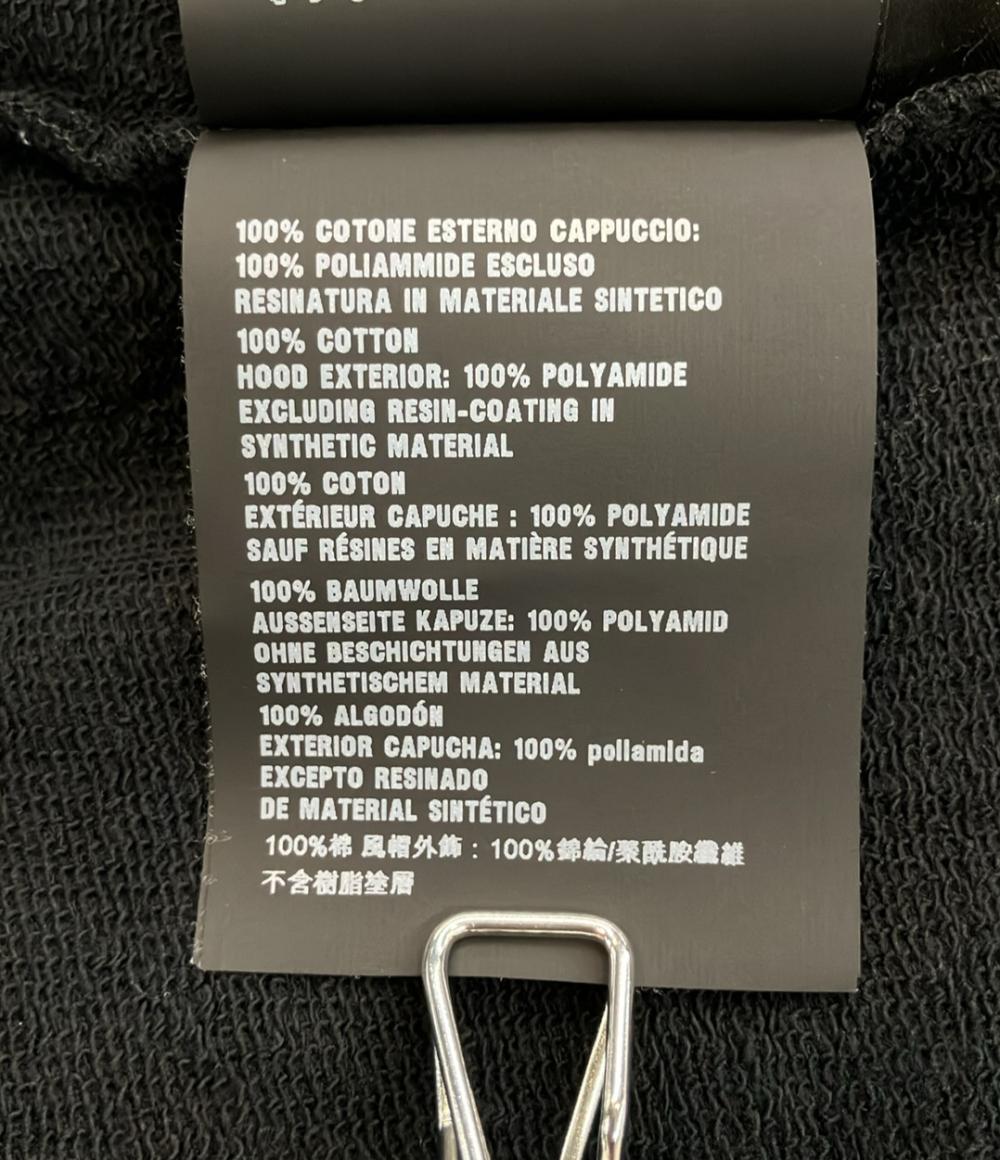 100% COTONE ESTERNO CAPPUCCIO:
100% POLIAMMIDE ESCLUSO
RESINATURA IN MATERIALE SINTETICO
100% COTTON
HOOD EXTERIOR: 100% POLYAMIDE
EXCLUDING RESIN-COATING IN
SYNTHETIC MATERIAL
100% COTON
EXTÉRIEUR CAPUCHE : 100% POLYAMIDE
SAUF RÉSINES EN MATIÈRE SYNTHÉTIQUE
100% BAUMWOLLE
AUSSENSEITE KAPUZE: 100% POLYAMID
OHNE BESCHICHTUNGEN AUS
SYNTHETISCHEM MATERIAL
100% ALGODÓN
EXTERIOR CAPUCHA: 100% poliamida
EXCEPTO RESINADO
DE MATERIAL SINTÉTICO
100%棉 風帽外飾：100%錦綸/聚酰胺纖維
不含樹脂塗層